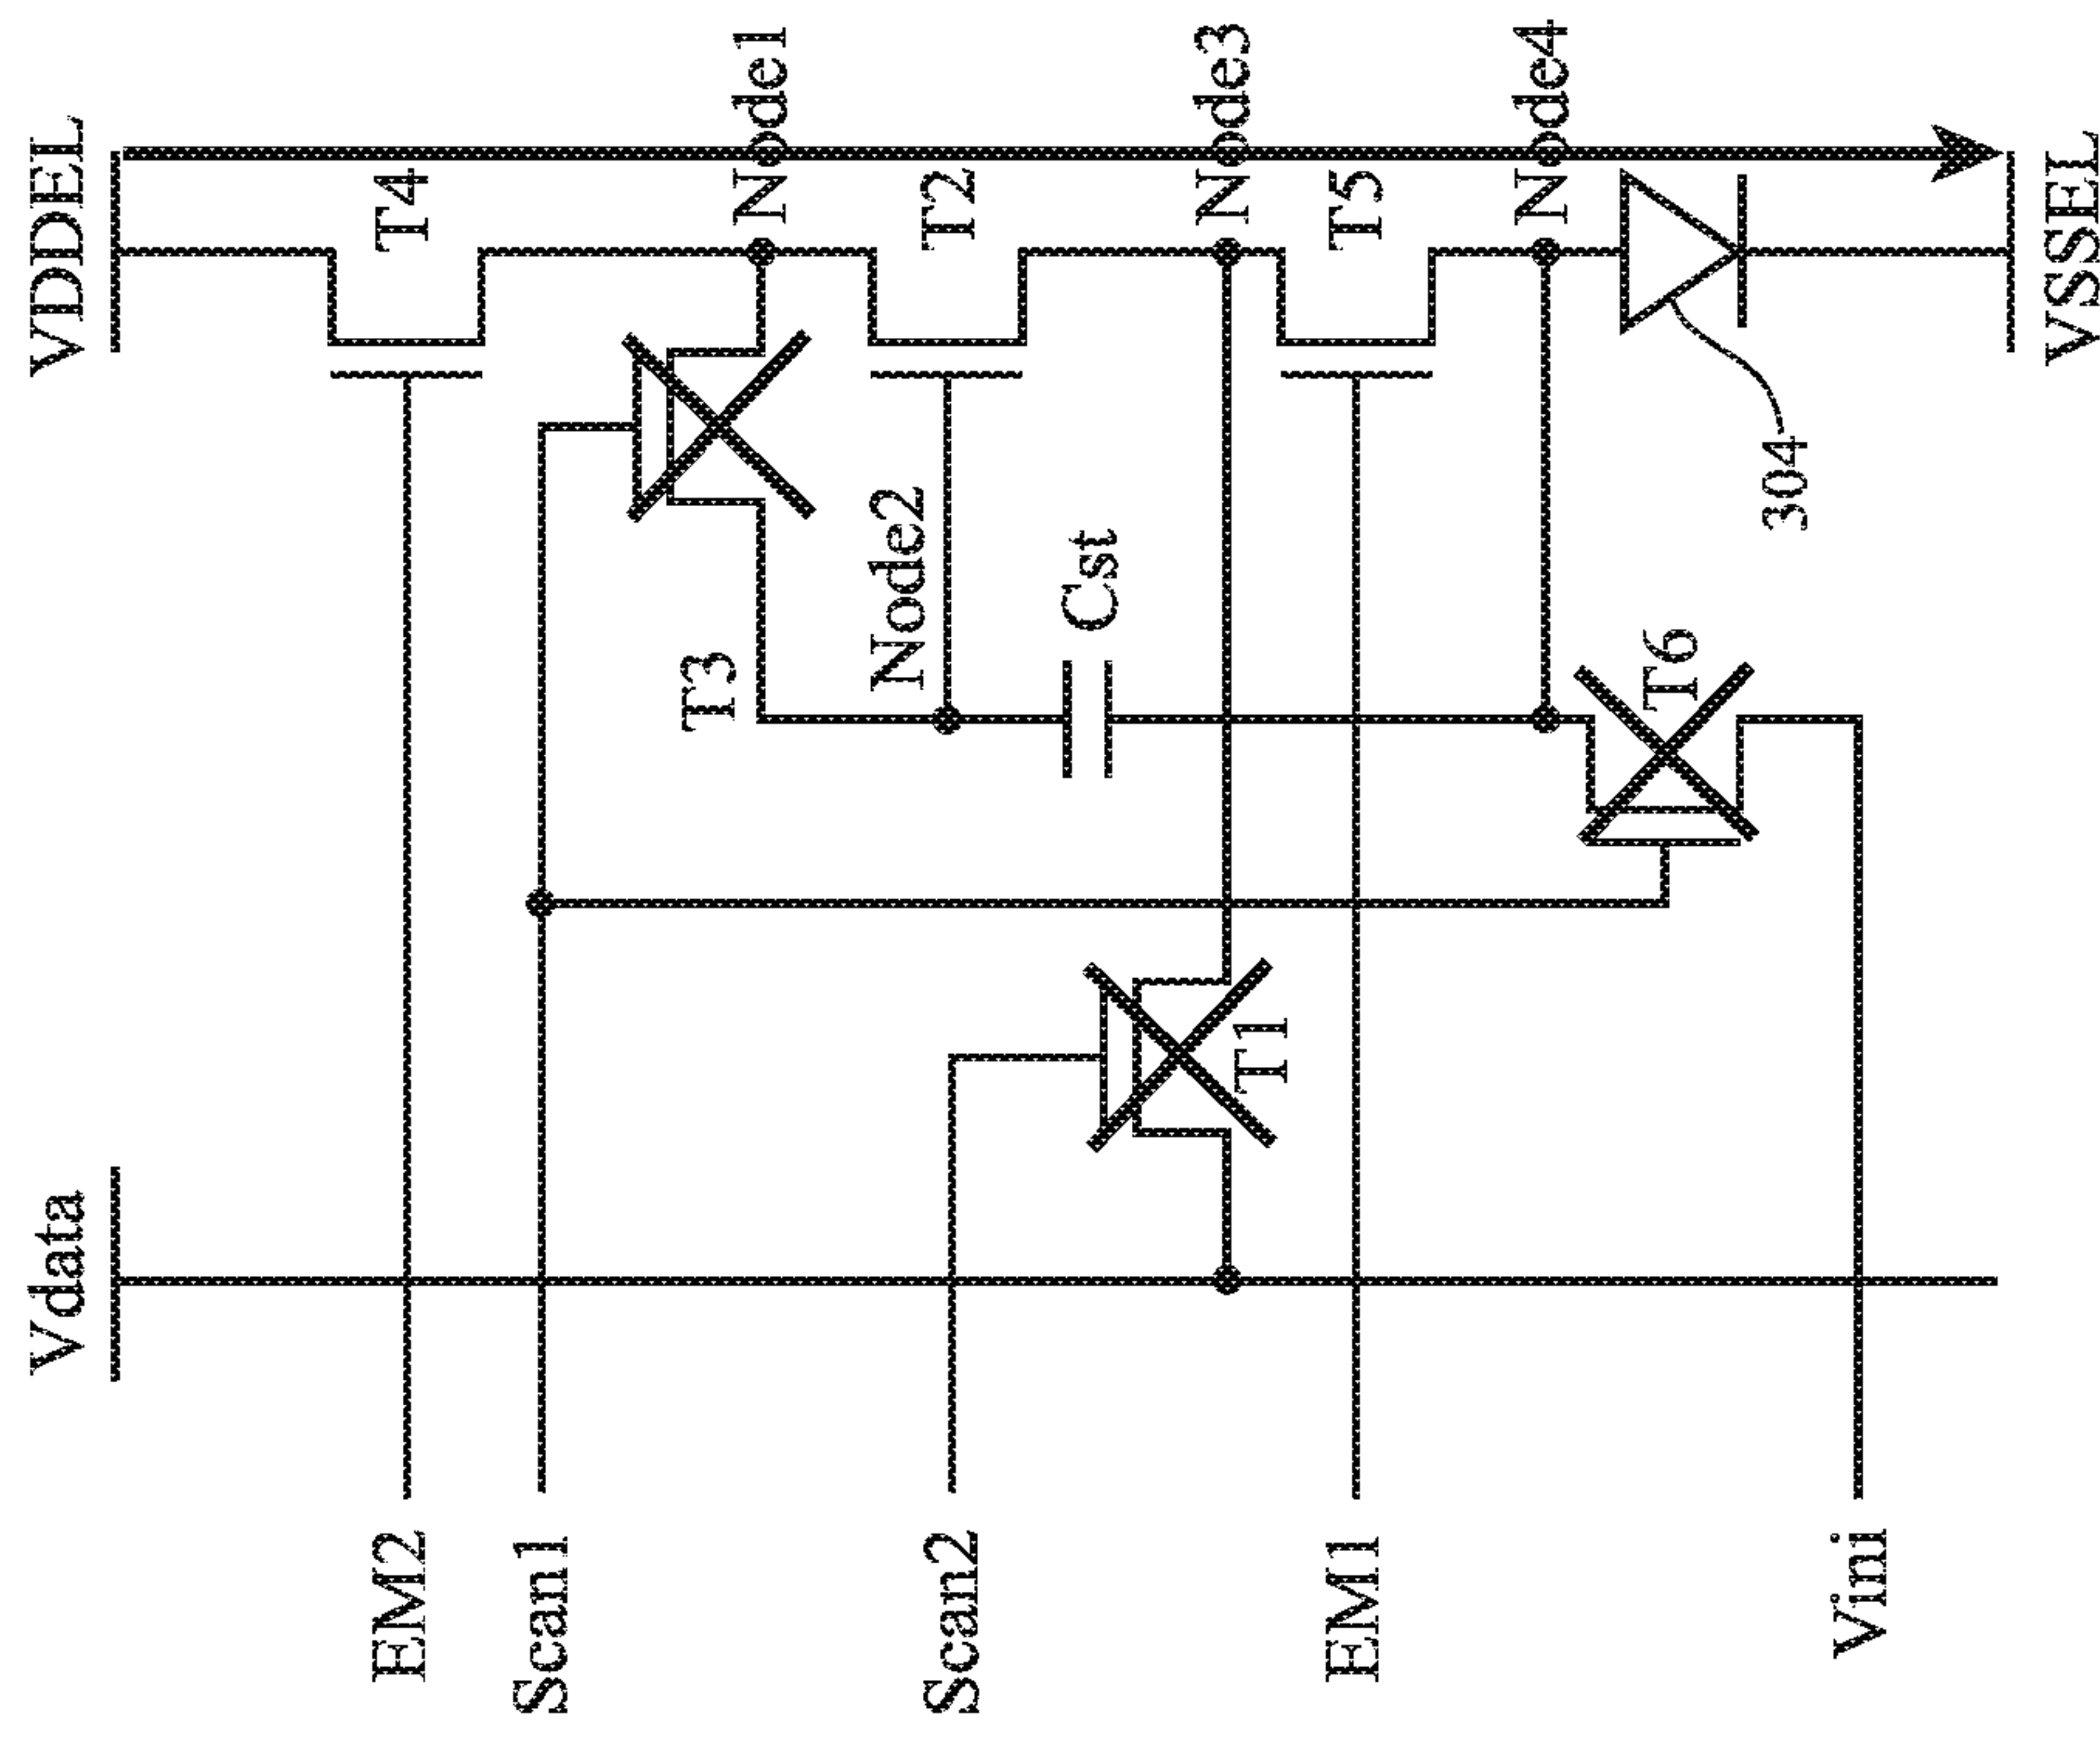 VDDEL
Vdata
T4
EM2
Scan1
Node1
T3
Node2
T2
Scan2
Cst
Node3
T1
T5
EM1
Node4
T6
304
Vini
VSSEL